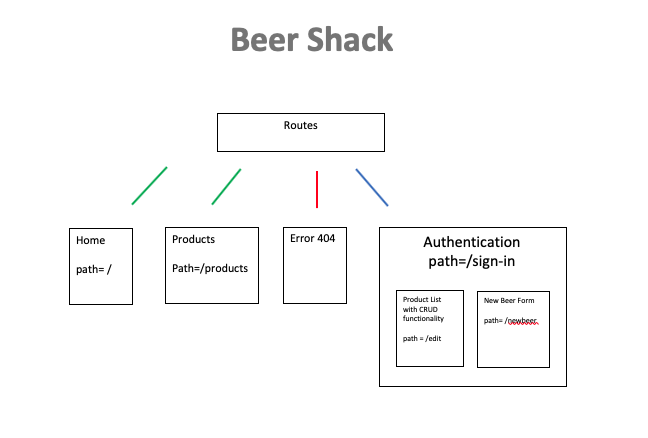 Beer Shack
Routes
Home
path= /
Products
Path=/products
Error 404
Authentication
path=/sign-in
Product List
with CRUD
functionality
path = /edit
New Beer Form
path= /newbeer